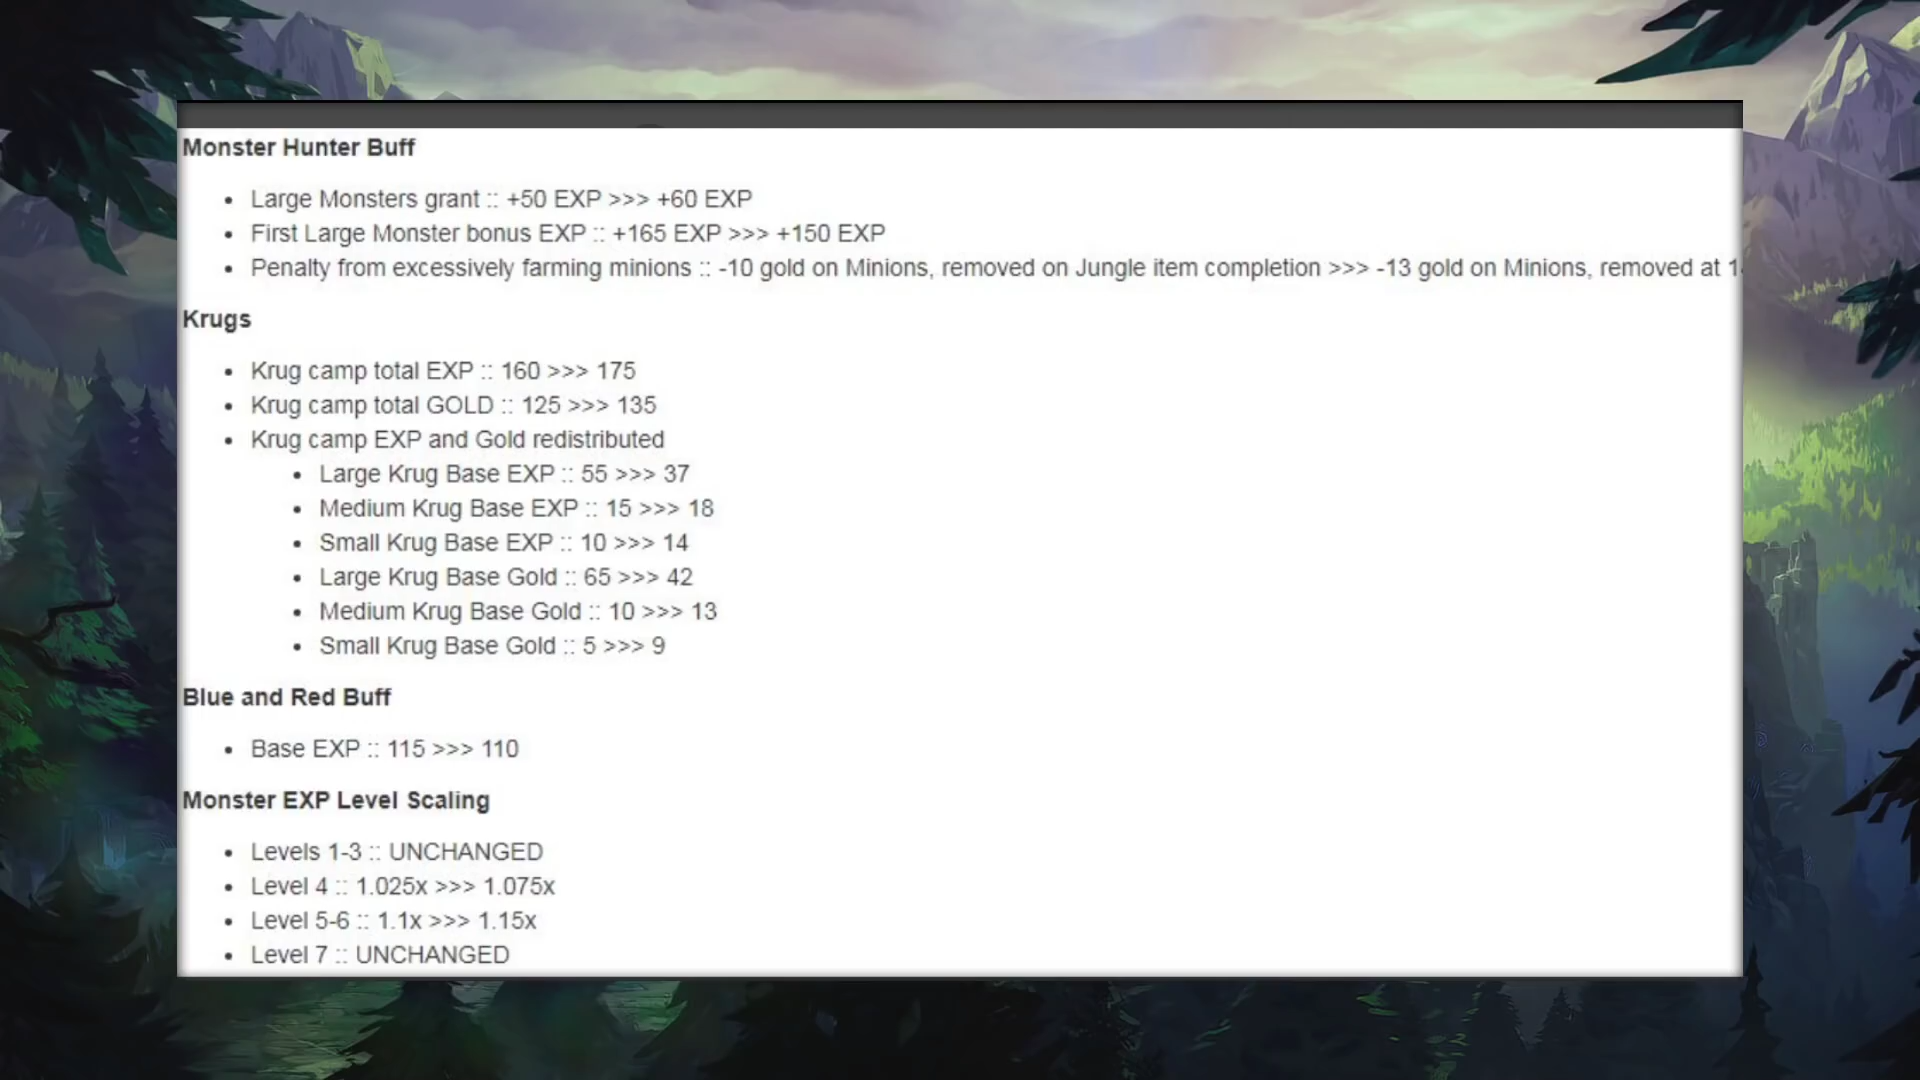 Monster Hunter Buff
• Large Monsters grant :: +50 EXP >>> +60 EXP
• First Large Monster bonus EXP :: +165 EXP >>> +150 EXP
• Penalty from excessively farming minions :: -10 gold on Minions, removed on Jungle item completion >>> -13 gold on Minions, removed at
Krugs
• Krug camp total EXP :: 160 >>> 175
• Krug camp total GOLD :: 125 >>> 135
• Krug camp EXP and Gold redistributed
• Large Krug Base EXP :: 55 >>> 37
• Medium Krug Base EXP :: 15 >>> 18
• Small Krug Base EXP :: 10 >>> 14
• Large Krug Base Gold :: 65 >>> 42
• Medium Krug Base Gold :: 10 >>> 13
• Small Krug Base Gold :: 5 >>> 9
Blue and Red Buff
• Base EXP :: 115 >>> 110
Monster EXP Level Scaling
• Levels 1-3 :: UNCHANGED
• Level 4 :: 1.025x >>> 1.075x
• Level 5-6 :: 1.1x >>> 1.15x
• Level 7 :: UNCHANGED